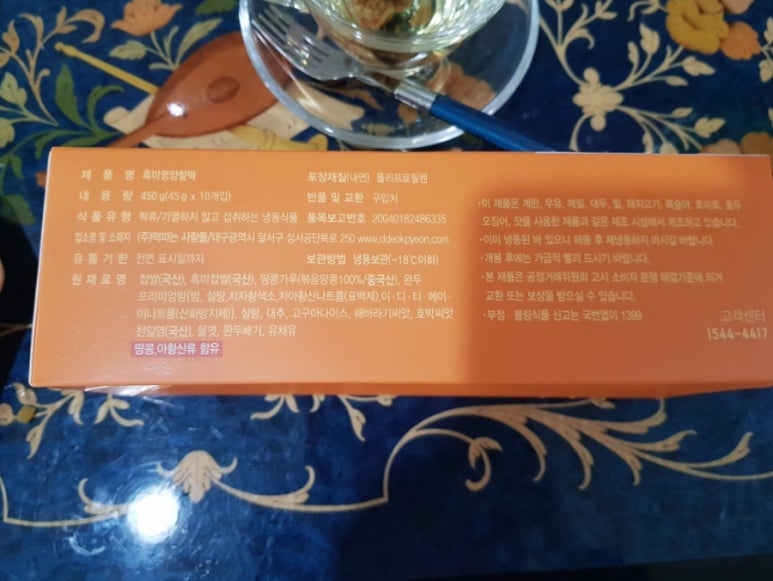 제 품 명 흑미영양찰떡
내 용 량 450g(45g x 10개입)
식 품 유 형 떡류/가열하지 않고 섭취하는 냉동식품
업소명 및 소재지 (주)떡파는 사람들/대구광역시 달서구 성서공단북로 250 www.ddeokpyeon.com
유 통 기 한 전면 표시일까지
원 재 료 명 찹쌀(국산), 흑미찹쌀(국산), 땅콩가루(볶음땅콩100%/중국산), 완두
프리미엄밤{밤, 설탕,치자황색소,차아황산나트륨(표백제),이·디·티·에이·
이나트륨(산화방지제)}, 설탕, 대추, 고구마다이스, 해바라기씨앗, 호박씨앗
천일염(국산), 물엿, 완두배기, 유채유
땅콩,아황산류 함유
포장재질(내면) 폴리프로필렌
반품 및 교환 구입처
품목보고번호 20040182486335
보관방법 냉동보관(-18℃이하)
·이 제품은 계란, 우유, 메밀, 대두, 밀, 돼지고기, 복숭아, 토마토, 호두
오징어, 잣을 사용한 제품과 같은 제조 시설에서 제조하고 있습니다.
·이미 냉동된 바 있으니 해동 후 재냉동하지 마시길 바랍니다
·개봉 후에는 가급적 빨리 드시기 바랍니다.
·본 제품은 공정거래위원회 고시 소비자 분쟁 해결기준에 의거
교환 또는 보상을 받으실 수 있습니다.
·부정·불량식품 신고는 국번없이 1399
고객센터
1544-4417